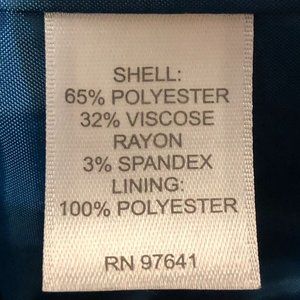 SHELL:
65% POLYESTER
32% VISCOSE
RAYON
3% SPANDEX
LINING:
100% POLYESTER
RN 97641